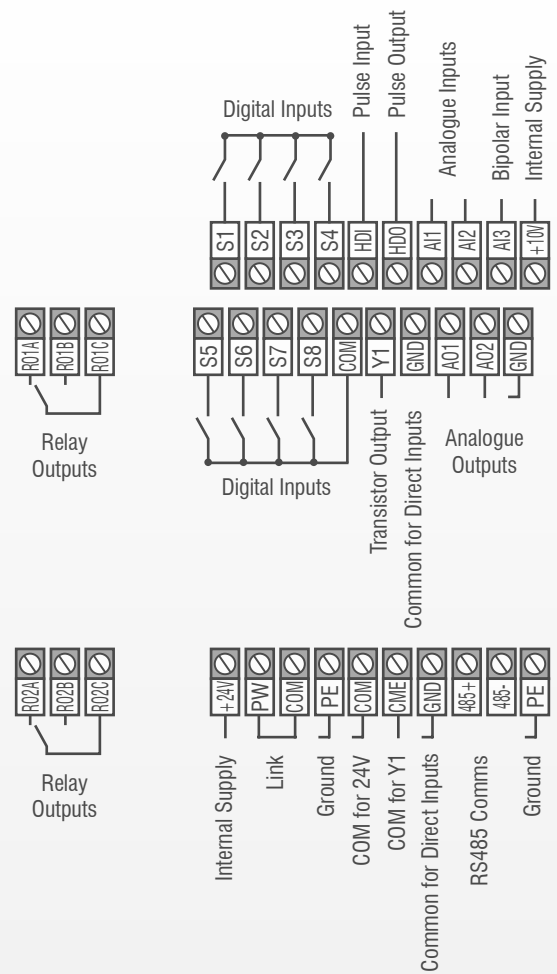 Digital Inputs
Pulse Input
Pulse Output
Analogue Inputs
Bipolar Input
Internal Supply
S1
S2
S3
S4
HDI
HDO
AI1
AI2
AI3
+10V
RO1A
RO1B
RO1C
Relay
Outputs
S5
S6
S7
S8
COM
Y1
GND
AO1
AO2
GND
Digital Inputs
Transistor Output
Common for Direct Inputs
Analogue
Outputs
RO2A
RO2B
RO2C
Relay
Outputs
+24V
PW
COM
PE
COM
CME
GND
485+
485-
PE
Internal Supply
Link
Ground
COM for 24V
COM for Y1
Common for Direct Inputs
RS485 Comms
Ground